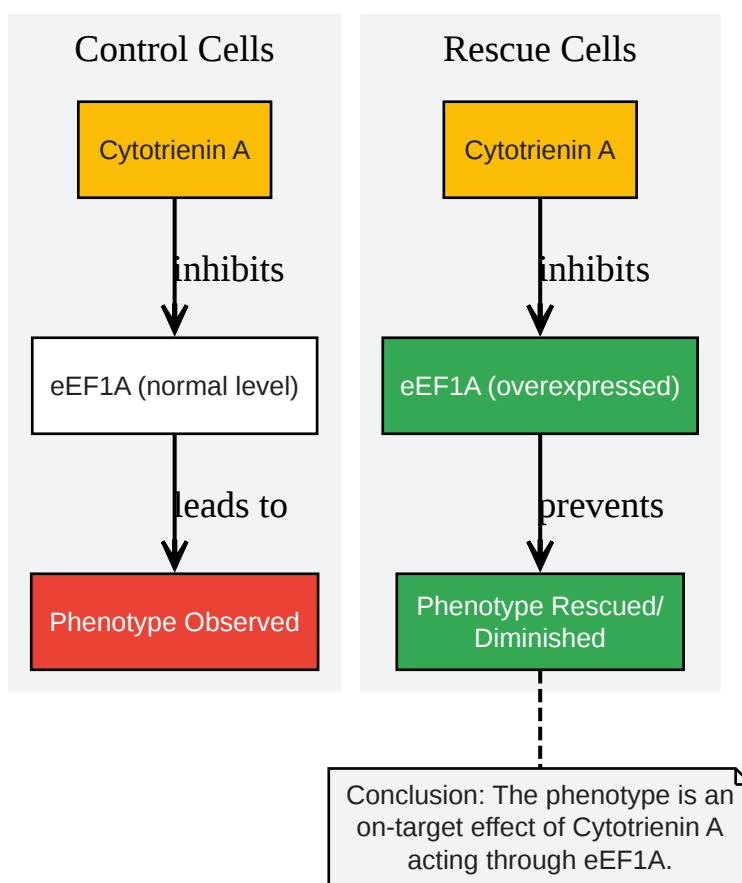 Control Cells
Cytotrienin A
inhibits
eEF1A (normal level)
leads to
Phenotype Observed
Rescue Cells
Cytotrienin A
inhibits
eEF1A (overexpressed)
prevents
Phenotype Rescued/
Diminished
Conclusion: The phenotype is an
on-target effect of Cytotrienin A
acting through eEF1A.